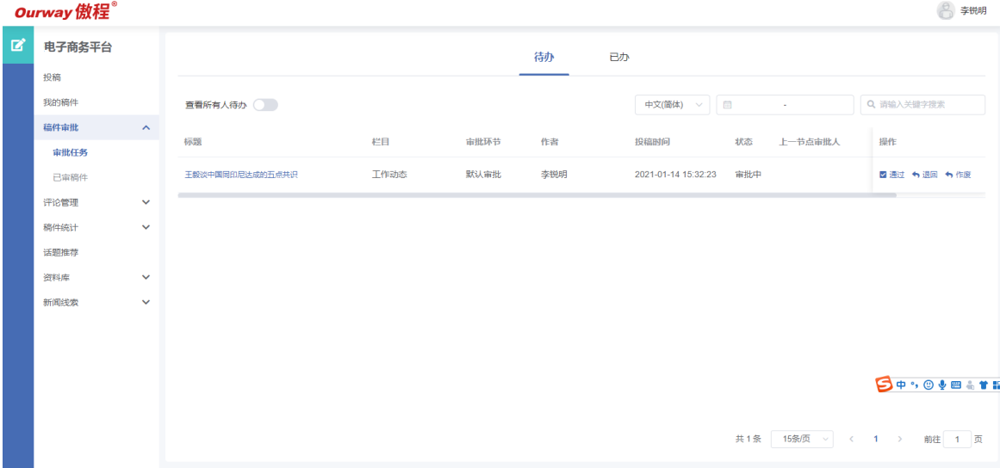 Ourway 傲程®
李锐明
电子商务平台
投稿
我的稿件
稿件审批
审批任务
已审稿件
评论管理
稿件统计
话题推荐
资料库
新闻线索
待办 已办
查看所有人待办 中文(简体) - 请输入关键字搜索
标题 栏目 审批环节 作者 投稿时间 状态 上一节点审批人 操作
王毅谈中国同印尼达成的五点共识 工作动态 默认审批 李锐明 2021-01-14 15:32:23 审批中 通过 退回 作废
S 中
共 1 条 15条/页 < 1 > 前往 1 页